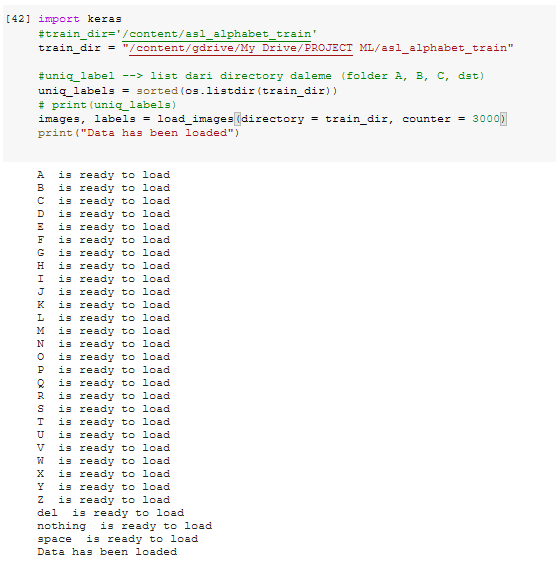 [42] import keras
#train_dir='/content/asl_alphabet_train'
train_dir = "/content/gdrive/My Drive/PROJECT ML/asl_alphabet_train"
#uniq_label --> list dari directory daleme (folder A, B, C, dst)
uniq_labels = sorted(os.listdir(train_dir))
# print(uniq_labels)
images, labels = load_images(directory = train_dir, counter = 3000)
print("Data has been loaded")
A  is ready to load
B  is ready to load
C  is ready to load
D  is ready to load
E  is ready to load
F  is ready to load
G  is ready to load
H  is ready to load
I  is ready to load
J  is ready to load
K  is ready to load
L  is ready to load
M  is ready to load
N  is ready to load
O  is ready to load
P  is ready to load
Q  is ready to load
R  is ready to load
S  is ready to load
T  is ready to load
U  is ready to load
V  is ready to load
W  is ready to load
X  is ready to load
Y  is ready to load
Z  is ready to load
del  is ready to load
nothing  is ready to load
space  is ready to load
Data has been loaded